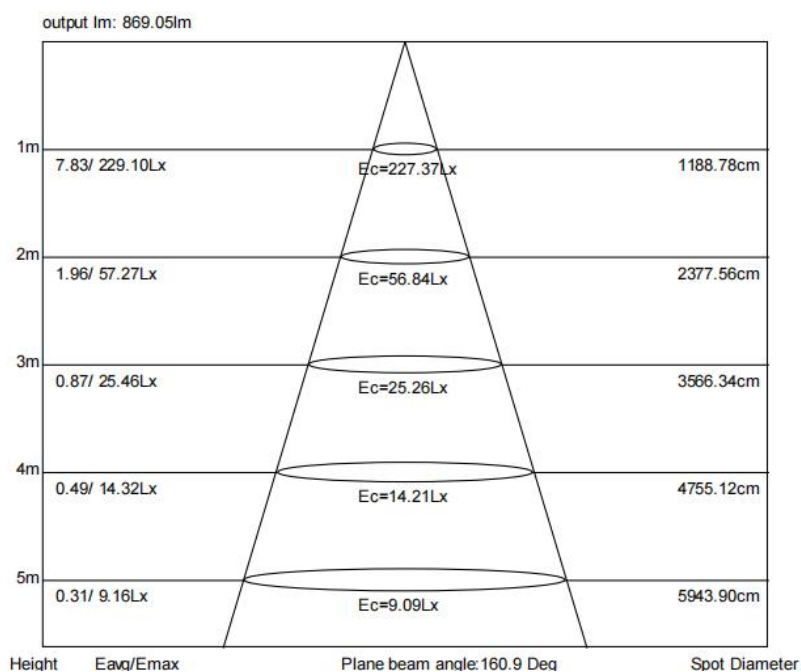 output lm: 869.05lm
1m
7.83/ 229.10Lx Ec=227.37Lx 1188.78cm
2m
1.96/ 57.27Lx Ec=56.84Lx 2377.56cm
3m
0.87/ 25.46Lx Ec=25.26Lx 3566.34cm
4m
0.49/ 14.32Lx Ec=14.21Lx 4755.12cm
5m
0.31/ 9.16Lx Ec=9.09Lx 5943.90cm
Height Eavg/Emax Plane beam angle:160.9 Deg Spot Diameter